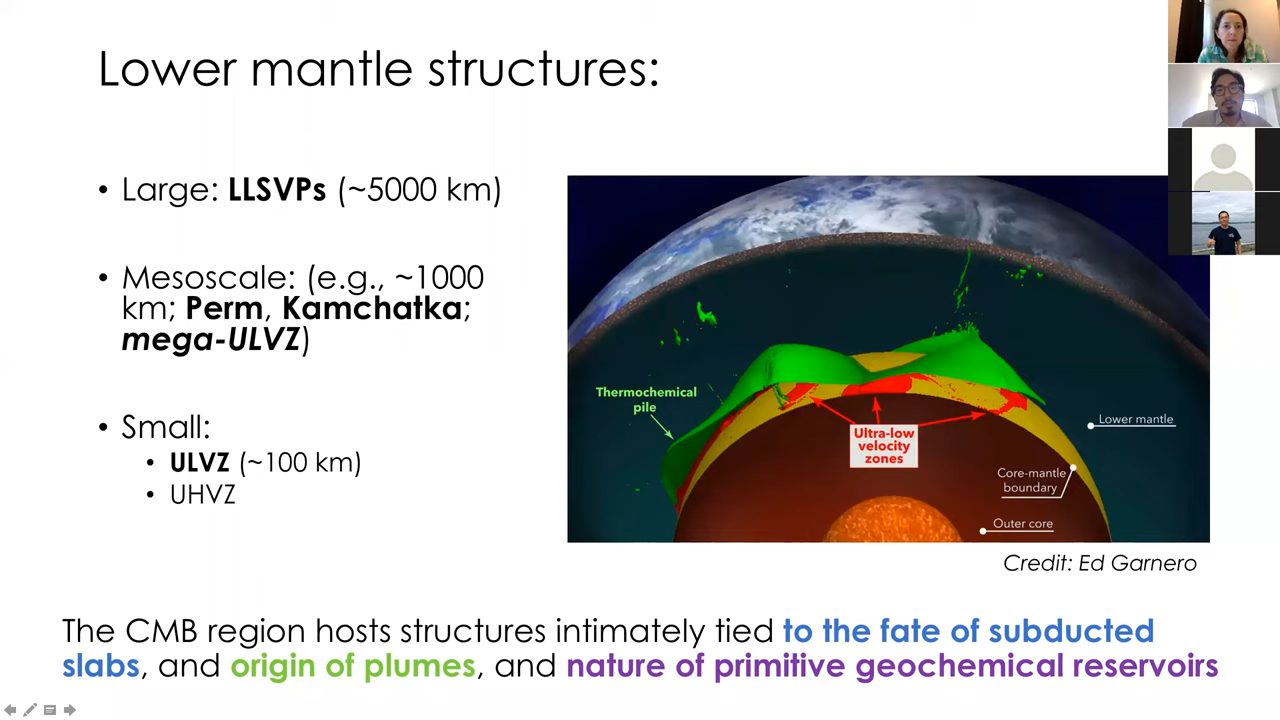 Lower mantle structures:
• Large: LLSVPs (~5000 km)
• Mesoscale: (e.g., ~1000
km; Perm, Kamchatka;
mega-ULVZ)
• Small:
• ULVZ (~100 km)
• UHVZ
Thermochemical
pile
Ultra-low
velocity
zones
Lower mantle
Core-mantle
boundary
Outer core
Credit: Ed Garnero
The CMB region hosts structures intimately tied to the fate of subducted
slabs, and origin of plumes, and nature of primitive geochemical reservoirs